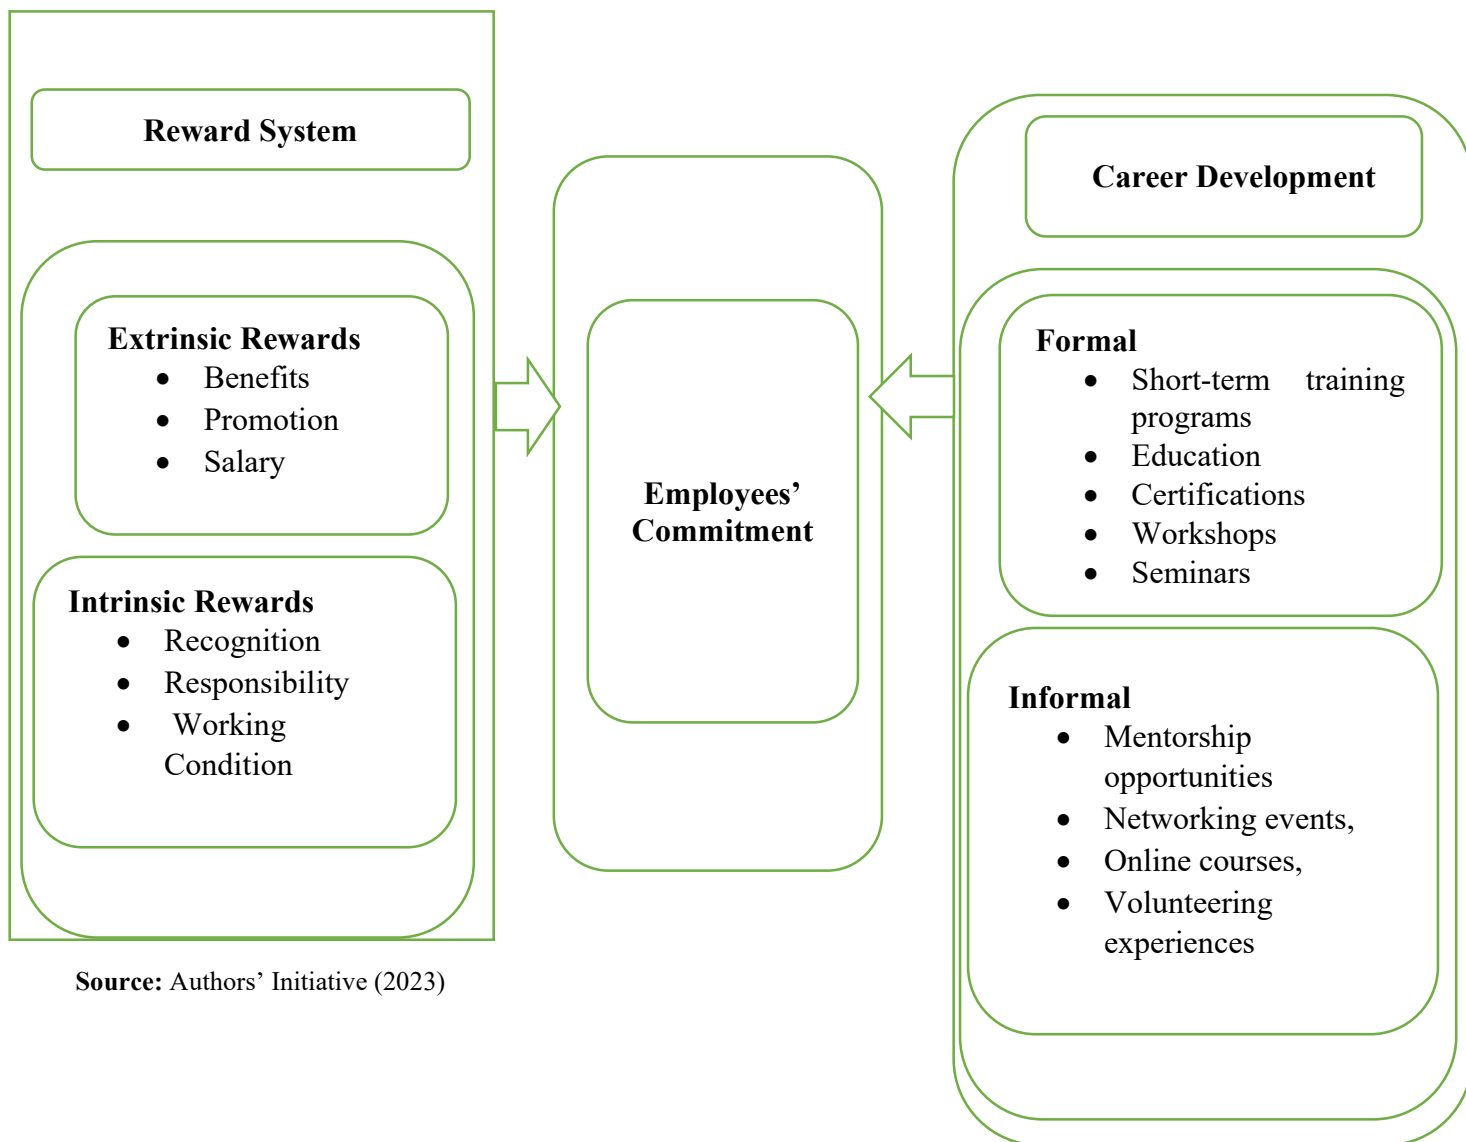 Reward System
Extrinsic Rewards
• Benefits
• Promotion
• Salary
Intrinsic Rewards
• Recognition
• Responsibility
• Working
Condition
Source: Authors’ Initiative (2023)
Employees’
Commitment
Career Development
Formal
• Short-term training
programs
• Education
• Certifications
• Workshops
• Seminars
Informal
• Mentorship
opportunities
• Networking events,
• Online courses,
• Volunteering
experiences